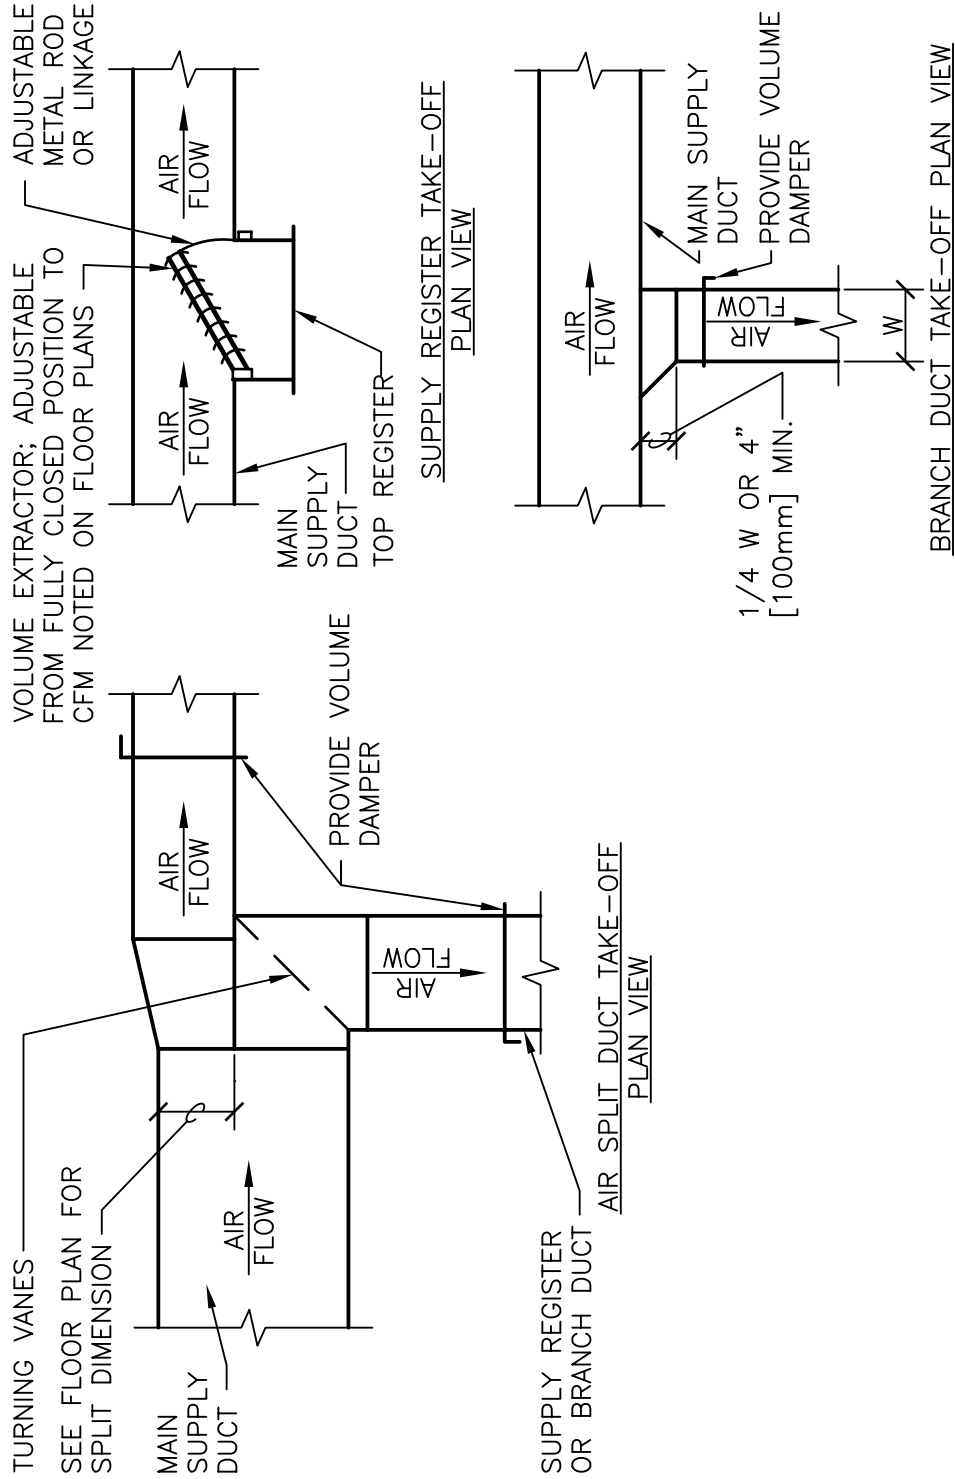 TURNING VANES
SEE FLOOR PLAN FOR
SPLIT DIMENSION
MAIN
SUPPLY
DUCT
AIR
FLOW
AIR
FLOW
AIR
FLOW
PROVIDE VOLUME
DAMPER
SUPPLY REGISTER
OR BRANCH DUCT
AIR SPLIT DUCT TAKE-OFF
PLAN VIEW
VOLUME EXTRACTOR; ADJUSTABLE
FROM FULLY CLOSED POSITION TO
CFM NOTED ON FLOOR PLANS
ADJUSTABLE
METAL ROD
OR LINKAGE
AIR
FLOW
AIR
FLOW
MAIN
SUPPLY
DUCT
TOP REGISTER
SUPPLY REGISTER TAKE-OFF
PLAN VIEW
AIR
FLOW
MAIN SUPPLY
DUCT
PROVIDE VOLUME
DAMPER
AIR
FLOW
W
1/4 W OR 4"
[100mm] MIN.
BRANCH DUCT TAKE-OFF PLAN VIEW